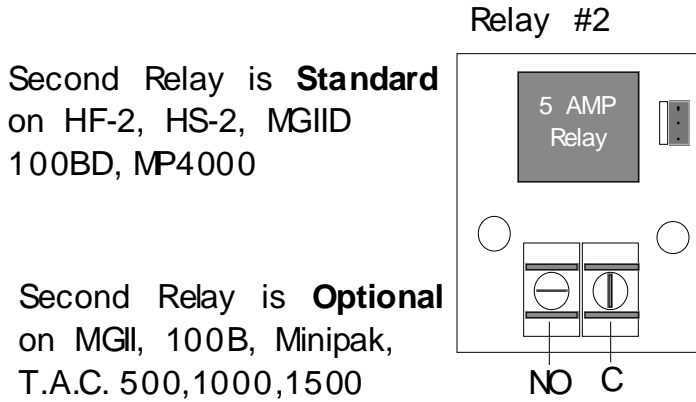 Relay #2
Second Relay is Standard
on HF-2, HS-2, MGIID
100BD, MP4000
5 AMP
Relay
Second Relay is Optional
on MGII, 100B, Minipak,
T.A.C. 500,1000,1500
NO C